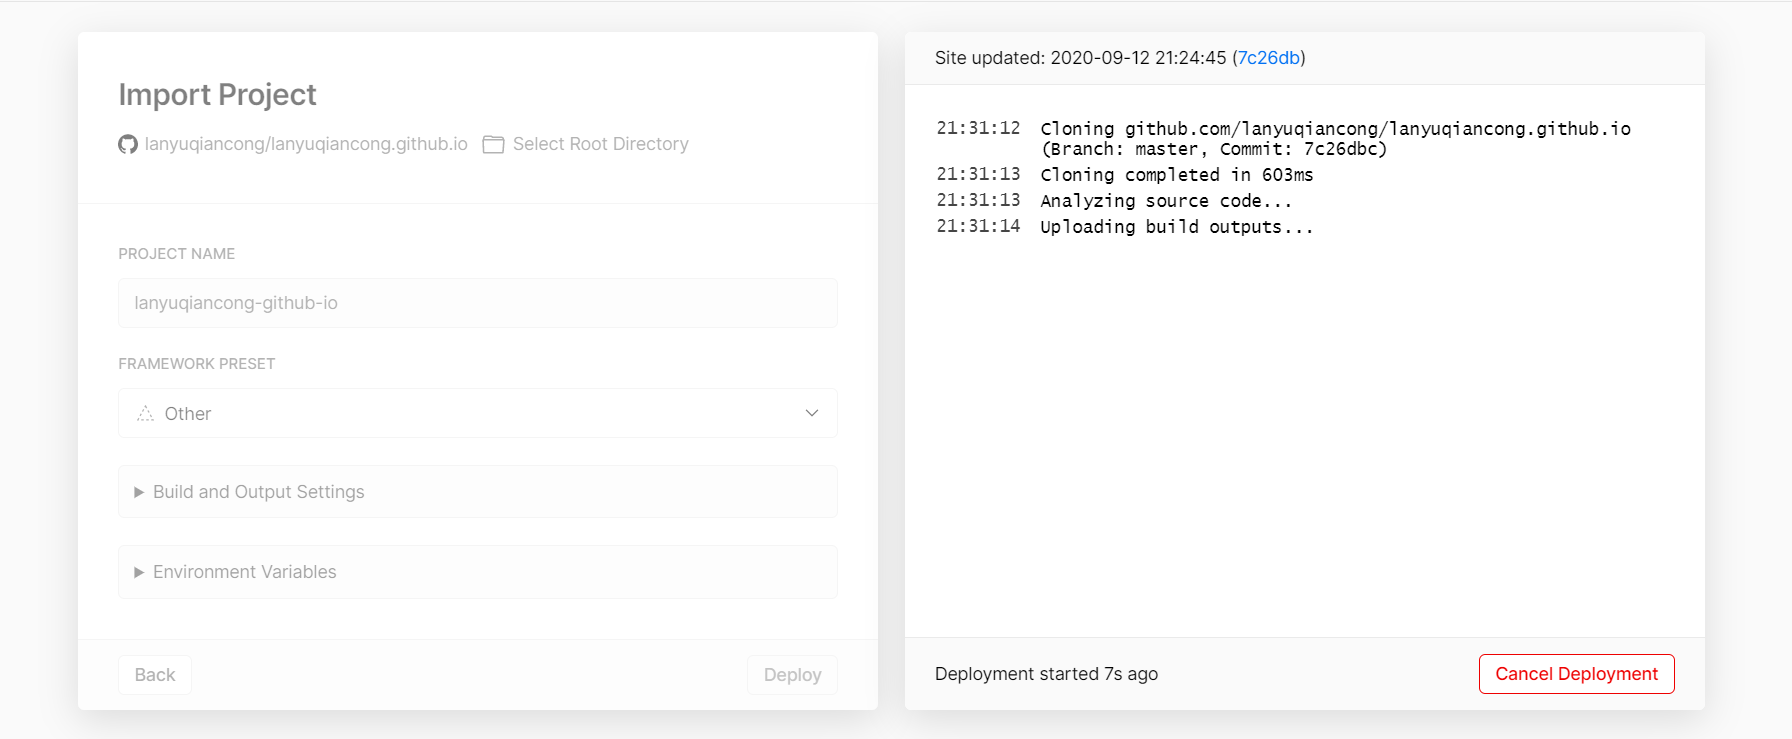 Import Project
lanyuqiancong/lanyuqiancong.github.io Select Root Directory
PROJECT NAME
lanyuqiancong-github-io
FRAMEWORK PRESET
Other
Build and Output Settings
Environment Variables
Back Deploy
Site updated: 2020-09-12 21:24:45 (7c26db)
21:31:12 Cloning github.com/lanyuqiancong/lanyuqiancong.github.io
(Branch: master, Commit: 7c26dbc)
21:31:13 Cloning completed in 603ms
21:31:13 Analyzing source code...
21:31:14 Uploading build outputs...
Deployment started 7s ago Cancel Deployment